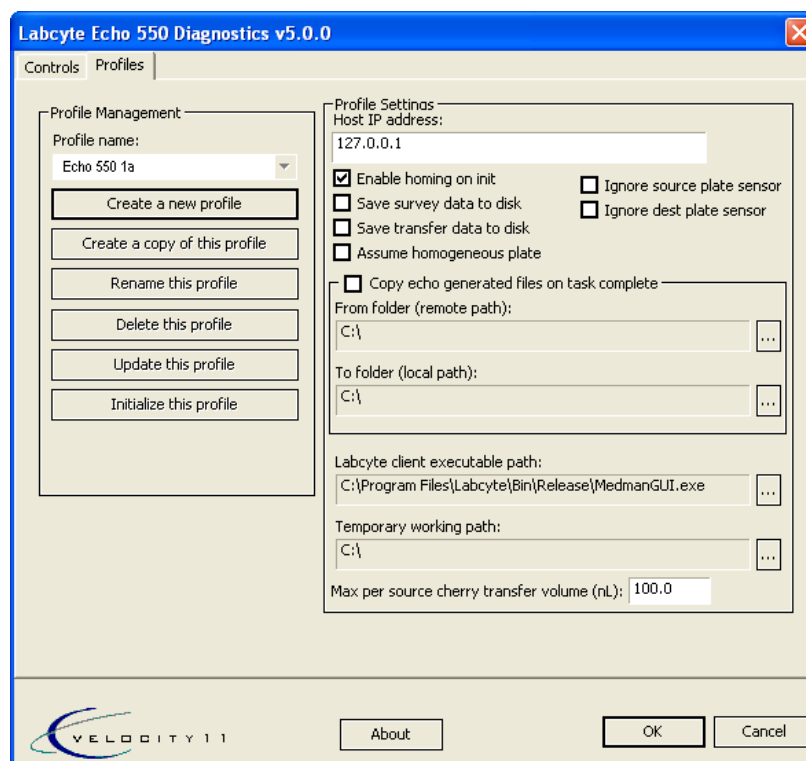 Labcyte Echo 550 Diagnostics v5.0.0
Controls Profiles
Profile Management
Profile name:
Echo 550 1a
Create a new profile
Create a copy of this profile
Rename this profile
Delete this profile
Update this profile
Initialize this profile
Profile Settings
Host IP address:
127.0.0.1
Enable homing on init
Save survey data to disk
Save transfer data to disk
Assume homogeneous plate
Ignore source plate sensor
Ignore dest plate sensor
Copy echo generated files on task complete
From folder (remote path):
C:\ ...
To folder (local path):
C:\ ...
Labcyte client executable path:
C:\Program Files\Labcyte\Bin\Release\MedmanGUI.exe ...
Temporary working path:
C:\ ...
Max per source cherry transfer volume (nL): 100.0
VELOCITY11
About
OK
Cancel